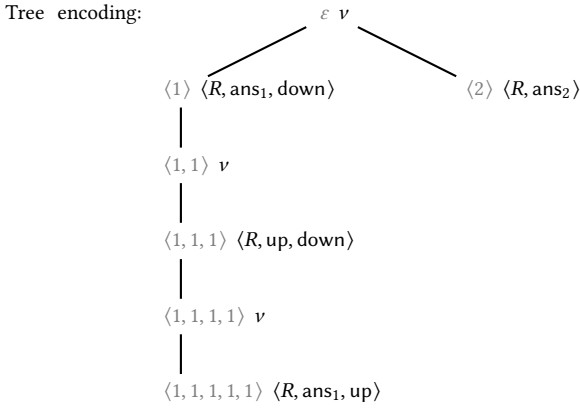 Tree encoding: ε ν
⟨1⟩ ⟨R, ans₁, down⟩ ⟨2⟩ ⟨R, ans₂⟩
⟨1, 1⟩ ν
⟨1, 1, 1⟩ ⟨R, up, down⟩
⟨1, 1, 1, 1⟩ ν
⟨1, 1, 1, 1, 1⟩ ⟨R, ans₁, up⟩